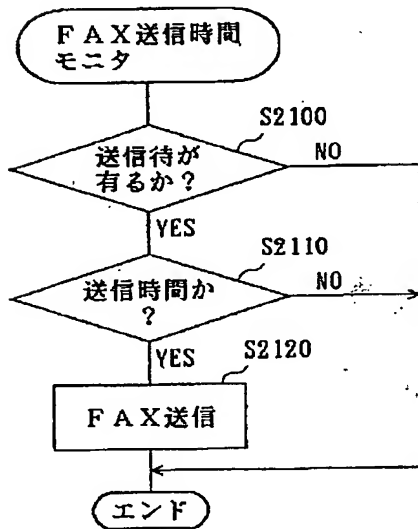 FAX送信時間
モニタ
S2100
送信待が
有るか？
NO
YES
S2110
送信時間か
？
NO
YES
S2120
FAX送信
エンド